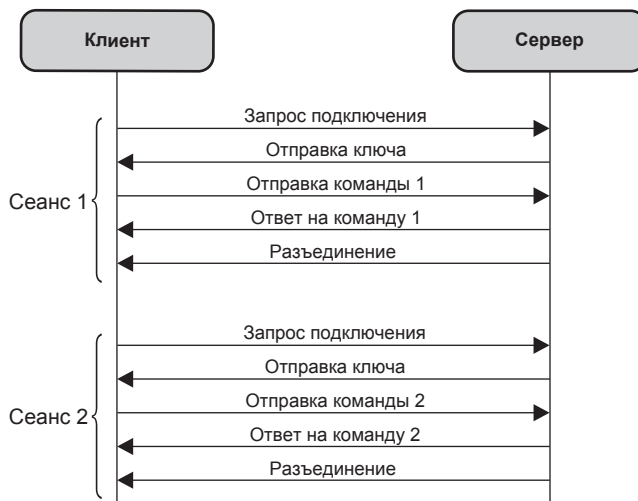 Клиент
Сервер
Запрос подключения
Отправка ключа
Отправка команды 1
Сеанс 1
Ответ на команду 1
Разъединение
Запрос подключения
Отправка ключа
Отправка команды 2
Сеанс 2
Ответ на команду 2
Разъединение